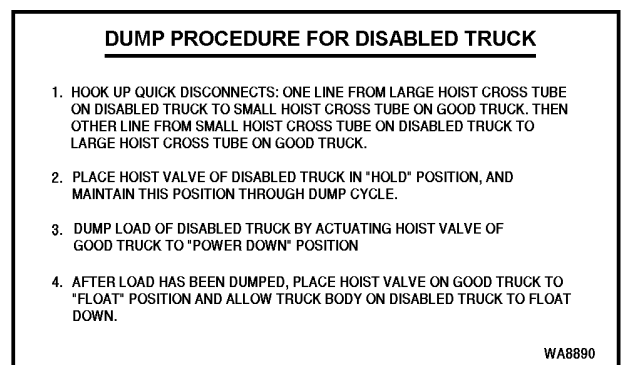 DUMP PROCEDURE FOR DISABLED TRUCK
1. HOOK UP QUICK DISCONNECTS: ONE LINE FROM LARGE HOIST CROSS TUBE
ON DISABLED TRUCK TO SMALL HOIST CROSS TUBE ON GOOD TRUCK. THEN
OTHER LINE FROM SMALL HOIST CROSS TUBE ON DISABLED TRUCK TO
LARGE HOIST CROSS TUBE ON GOOD TRUCK.
2. PLACE HOIST VALVE OF DISABLED TRUCK IN "HOLD" POSITION, AND
MAINTAIN THIS POSITION THROUGH DUMP CYCLE.
3. DUMP LOAD OF DISABLED TRUCK BY ACTUATING HOIST VALVE OF
GOOD TRUCK TO "POWER DOWN" POSITION
4. AFTER LOAD HAS BEEN DUMPED, PLACE HOIST VALVE ON GOOD TRUCK TO
"FLOAT" POSITION AND ALLOW TRUCK BODY ON DISABLED TRUCK TO FLOAT
DOWN.
WA8890